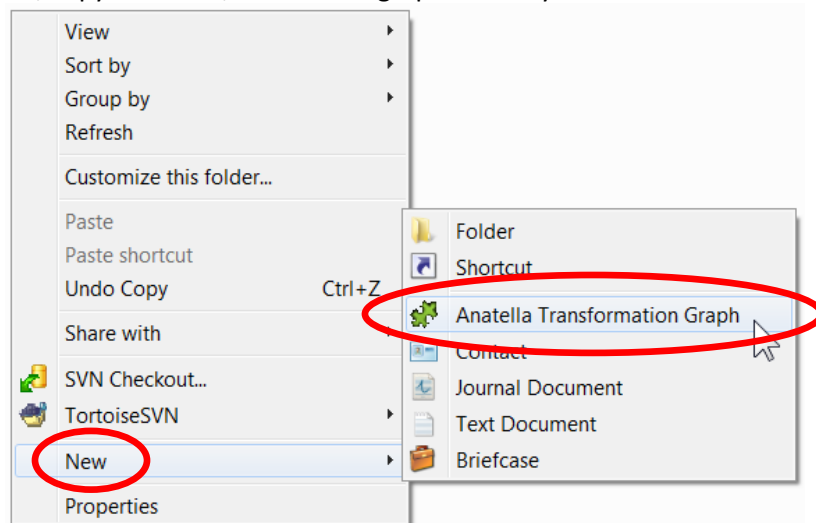 View
Sort by
Group by
Refresh
Customize this folder...
Paste
Paste shortcut
Undo Copy Ctrl+Z
Share with
SVN Checkout...
TortoiseSVN
New
Properties
Folder
Shortcut
Anatella Transformation Graph
Contact
Journal Document
Text Document
Briefcase